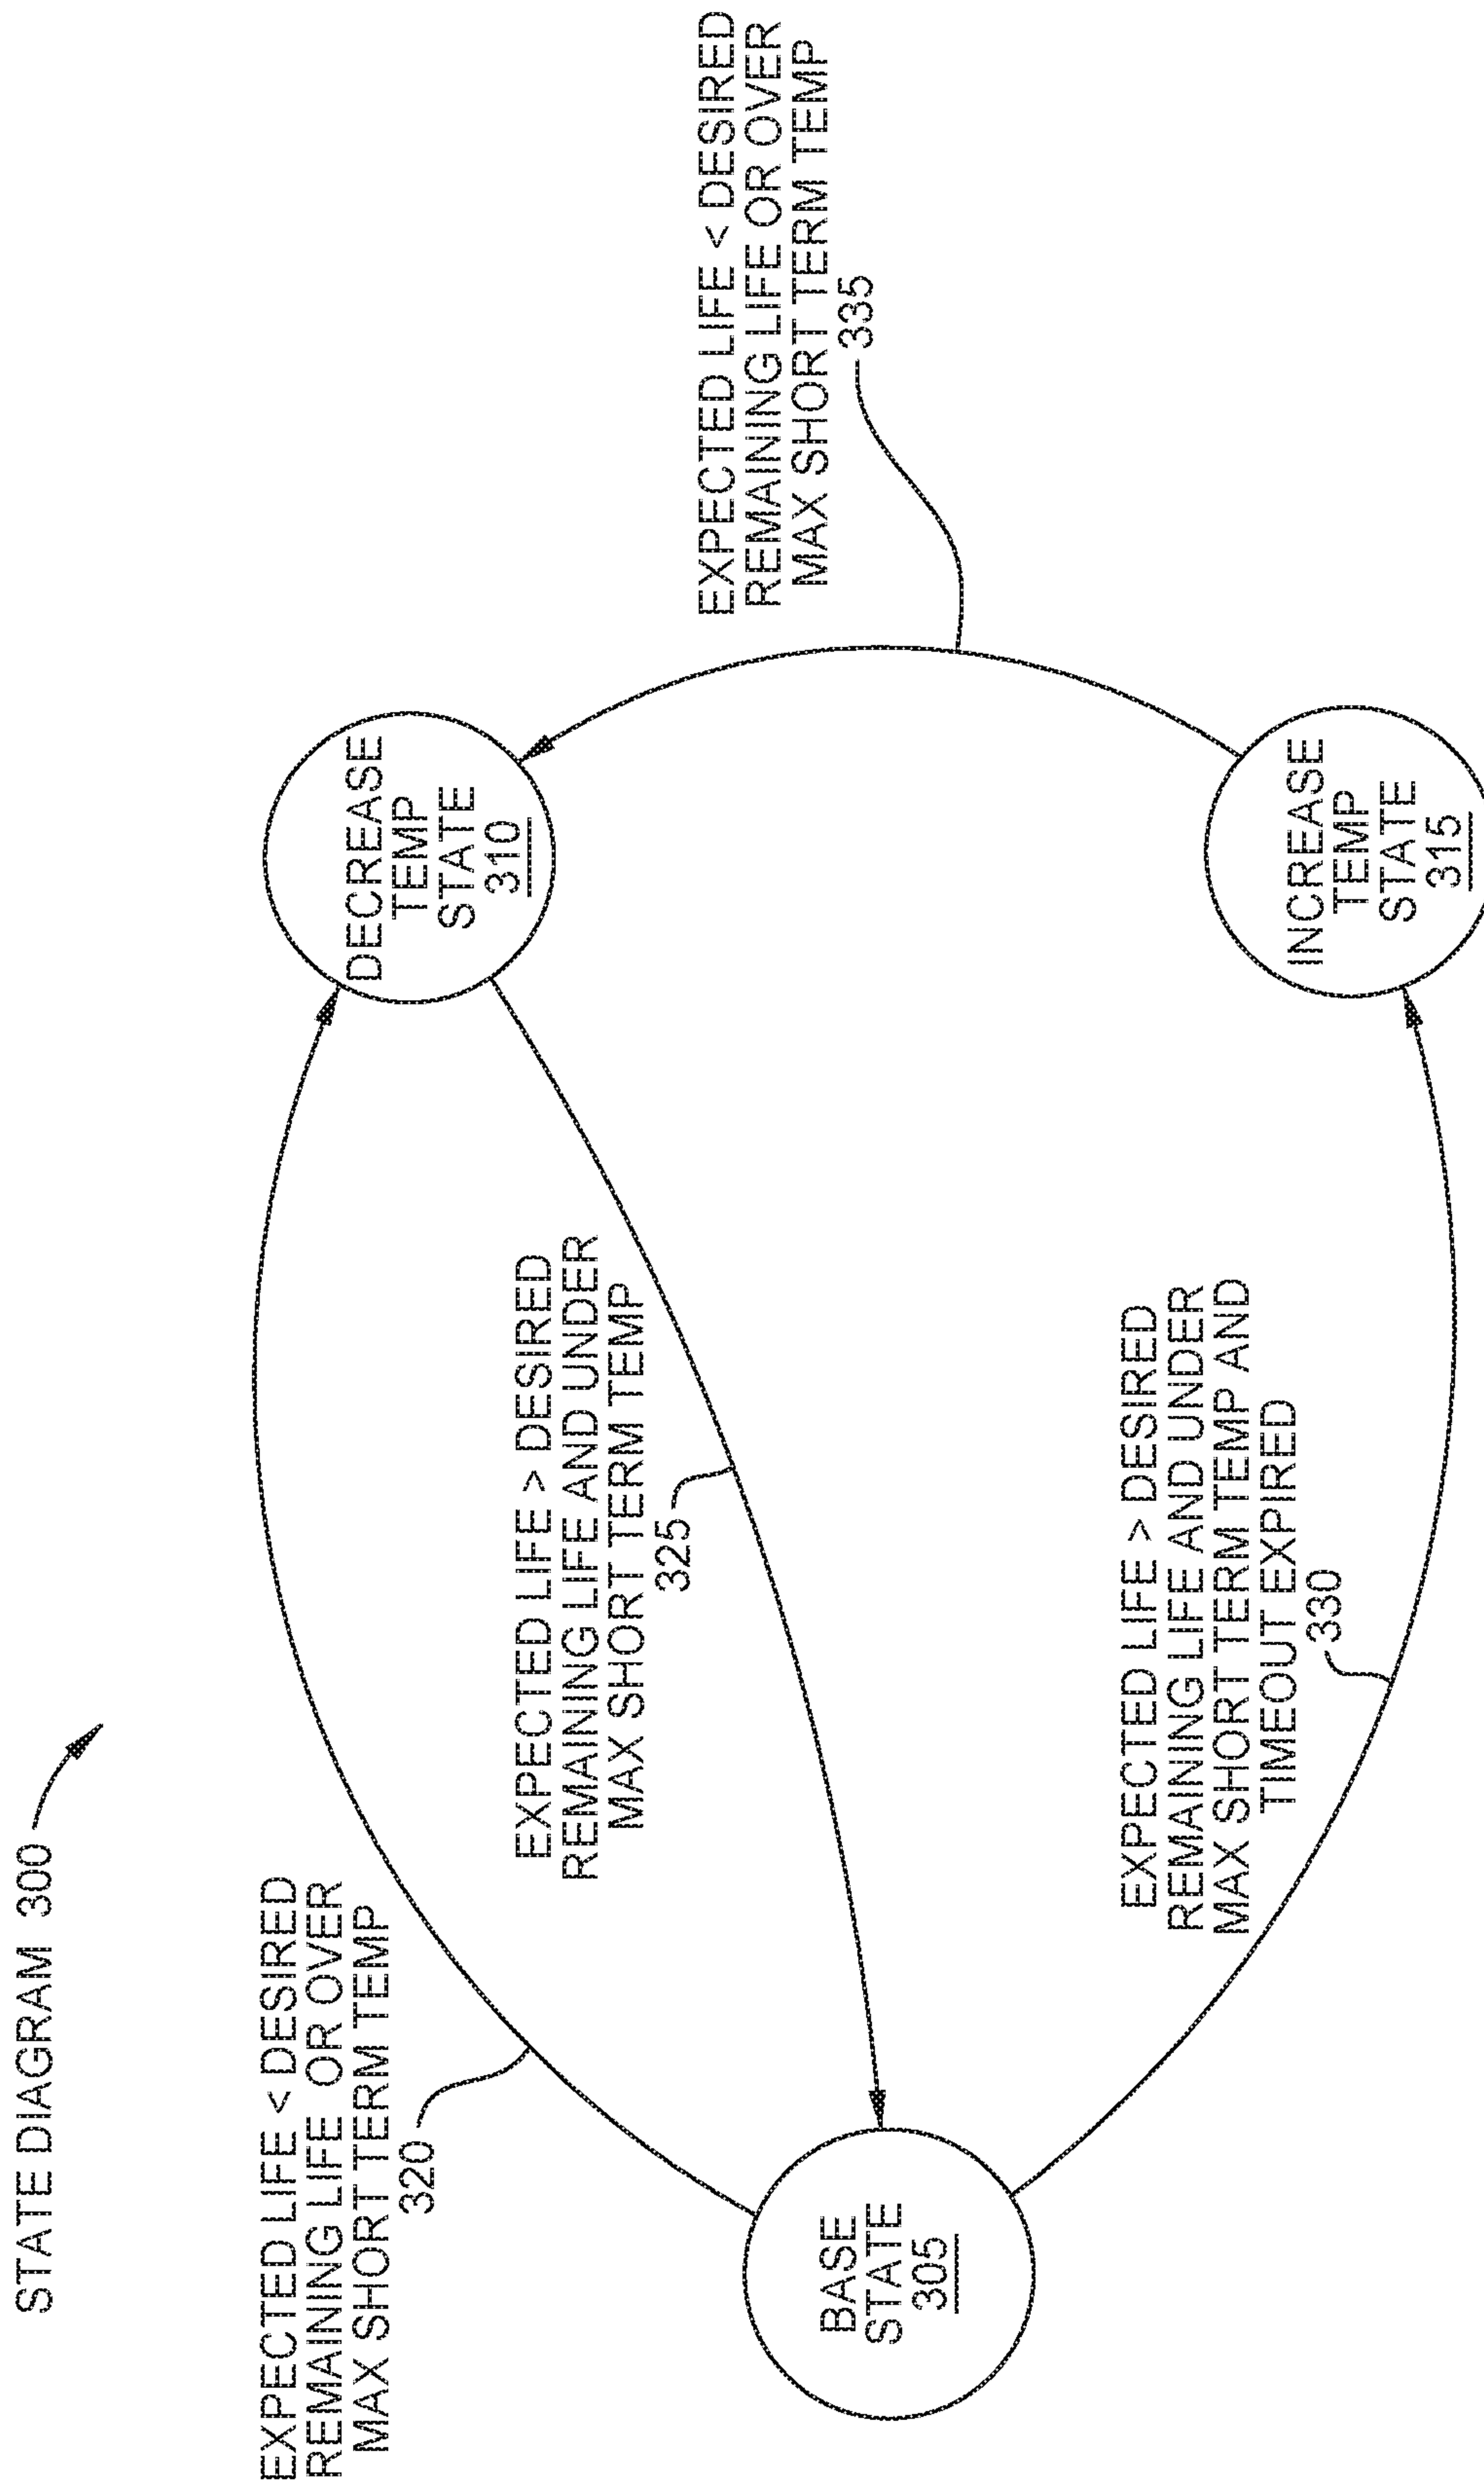 STATE DIAGRAM 300
EXPECTED LIFE < DESIRED
REMAINING LIFE OR OVER
MAX SHORT TERM TEMP
320
DECREASE
TEMP
STATE
310
EXPECTED LIFE > DESIRED
REMAINING LIFE AND UNDER
MAX SHORT TERM TEMP
325
EXPECTED LIFE < DESIRED
REMAINING LIFE OR OVER
MAX SHORT TERM TEMP
335
BASE
STATE
305
EXPECTED LIFE > DESIRED
REMAINING LIFE AND UNDER
MAX SHORT TERM TEMP AND
TIMEOUT EXPIRED
330
INCREASE
TEMP
STATE
315